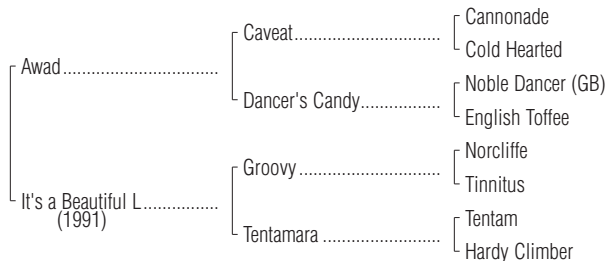 Cannonade
Caveat
Cold Hearted
Awad
Noble Dancer (GB)
Dancer's Candy
English Toffee
Norcliffe
Groovy
Tinnitus
It's a Beautiful L
(1991)
Tentam
Tentamara
Hardy Climber